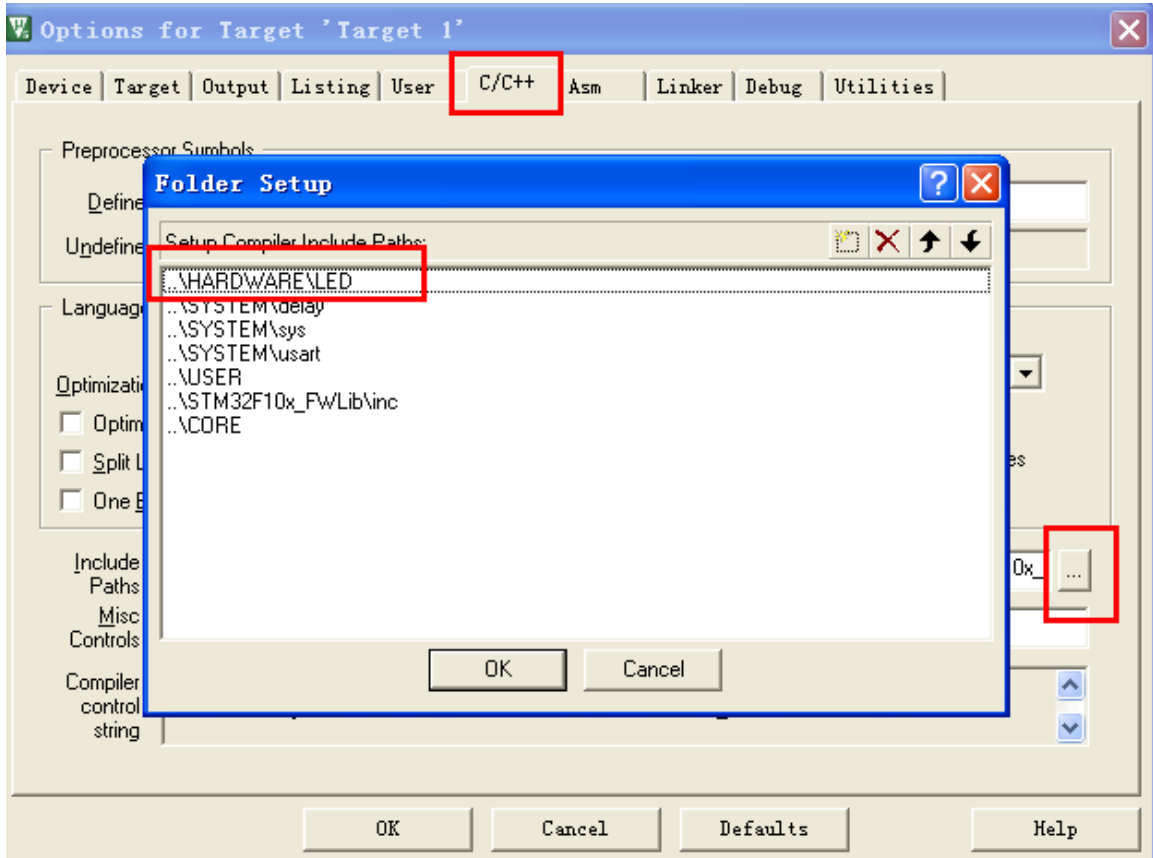 Options for Target 'Target 1'
Device Target Output Listing User C/C++ Asm Linker Debug Utilities
Preprocessor Symbols
Folder Setup
Define
Undefine
Setup Compiler Include Paths:
..\HARDWARE\LED
..\SYSTEM\delay
..\SYSTEM\sys
..\SYSTEM\usart
..\USER
..\STM32F10x_FWLib\inc
..\CORE
Languag
Optimizati
Optim
Split L
es
One E
Include
Paths
0x_ ...
Misc
Controls
OK Cancel
Compiler
control
string
OK Cancel Defaults Help